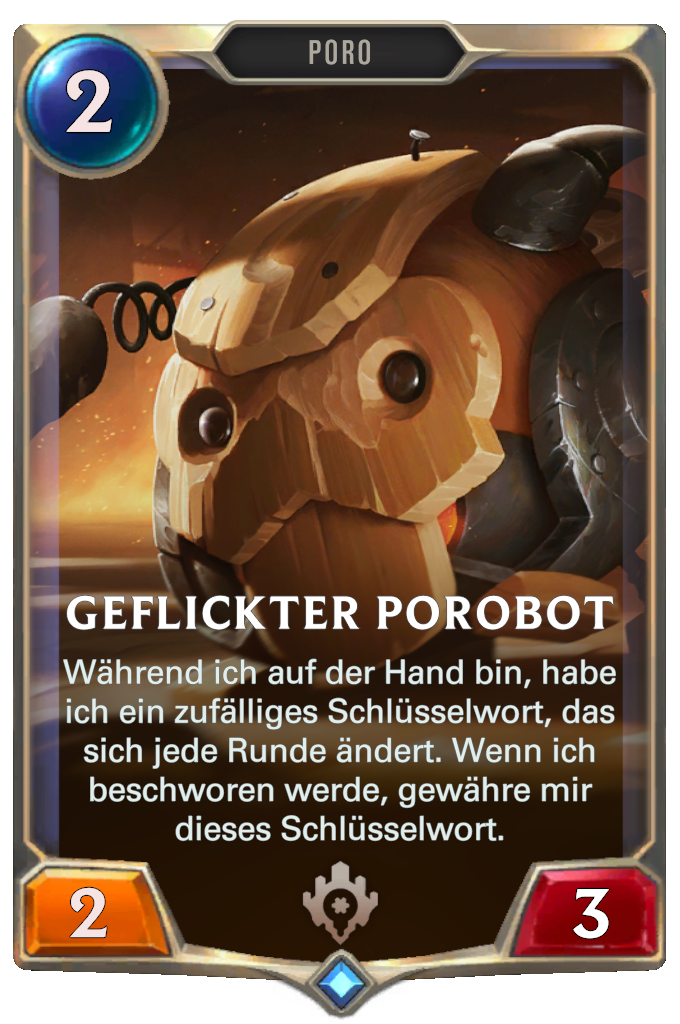 PORO
2
GEFLICKTER POROBOT
Während ich auf der Hand bin, habe
ich ein zufälliges Schlüsselwort, das
sich jede Runde ändert. Wenn ich
beschworen werde, gewähre mir
dieses Schlüsselwort.
2
3